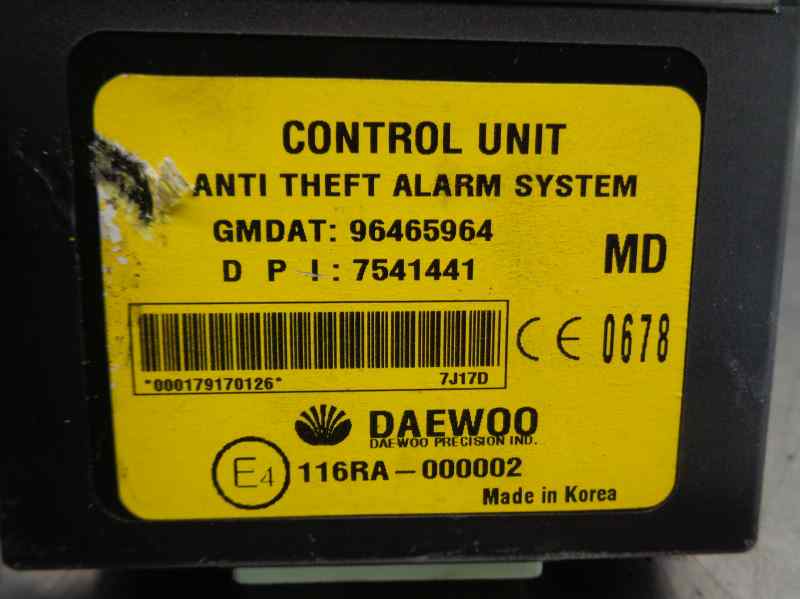 CONTROL UNIT
ANTI THEFT ALARM SYSTEM
GMDAT: 96465964
D P I : 7541441
MD
*000179170126* 7J17D
CE 0678
DAEWOO
DAEWOO PRECISION IND.
E4 116RA-000002
Made in Korea